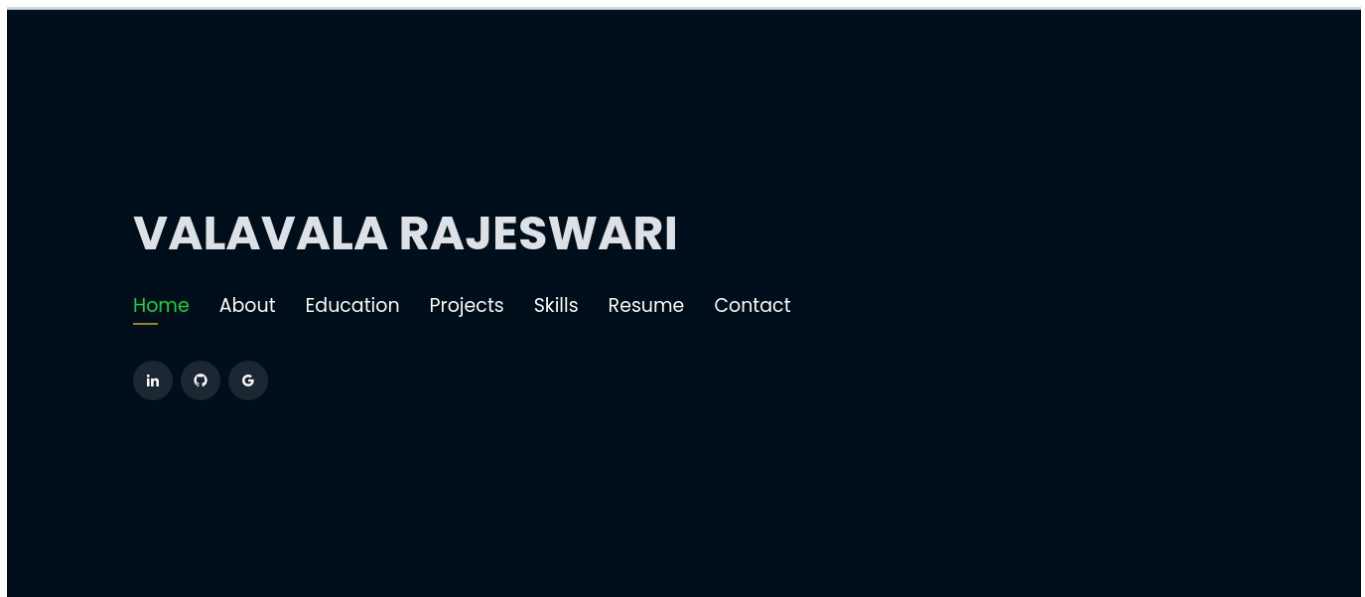 VALAVALA RAJESWARI
Home About Education Projects Skills Resume Contact
in G